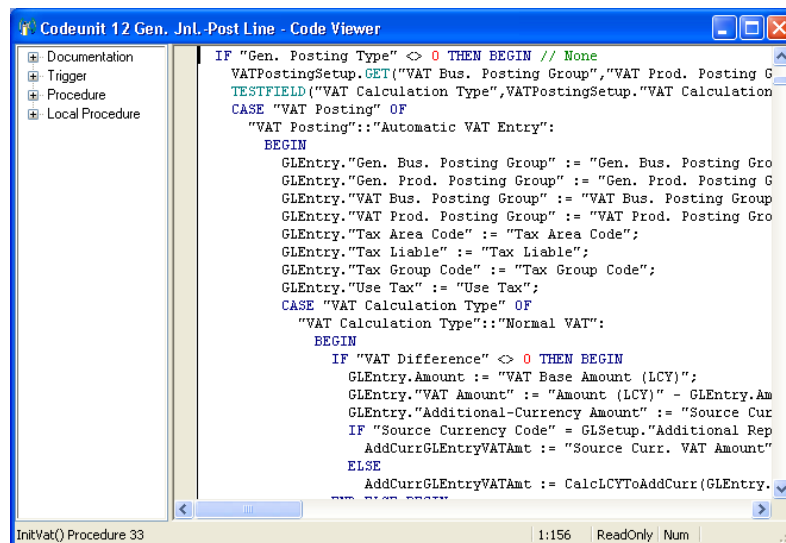 Codeunit 12 Gen. Jnl.-Post Line - Code Viewer
Documentation
Trigger
Procedure
Local Procedure
IF "Gen. Posting Type" <> 0 THEN BEGIN // None
VATPostingSetup.GET("VAT Bus. Posting Group","VAT Prod. Posting G
TESTFIELD("VAT Calculation Type",VATPostingSetup."VAT Calculation
CASE "VAT Posting" OF
"VAT Posting"::"Automatic VAT Entry":
BEGIN
GLEntry."Gen. Bus. Posting Group" := "Gen. Bus. Posting Gro
GLEntry."Gen. Prod. Posting Group" := "Gen. Prod. Posting G
GLEntry."VAT Bus. Posting Group" := "VAT Bus. Posting Group
GLEntry."VAT Prod. Posting Group" := "VAT Prod. Posting Gro
GLEntry."Tax Area Code" := "Tax Area Code";
GLEntry."Tax Liable" := "Tax Liable";
GLEntry."Tax Group Code" := "Tax Group Code";
GLEntry."Use Tax" := "Use Tax";
CASE "VAT Calculation Type" OF
"VAT Calculation Type"::"Normal VAT":
BEGIN
IF "VAT Difference" <> 0 THEN BEGIN
GLEntry.Amount := "VAT Base Amount (LCY)";
GLEntry."VAT Amount" := "Amount (LCY)" - GLEntry.Am
GLEntry."Additional-Currency Amount" := "Source Cur
IF "Source Currency Code" = GLSetup."Additional Rep
AddCurrGLEntryVATAmt := "Source Curr. VAT Amount"
ELSE
AddCurrGLEntryVATAmt := CalcLCYToAddCurr(GLEntry.
END ELSE BEGIN
InitVat() Procedure 33
1:156
ReadOnly
Num